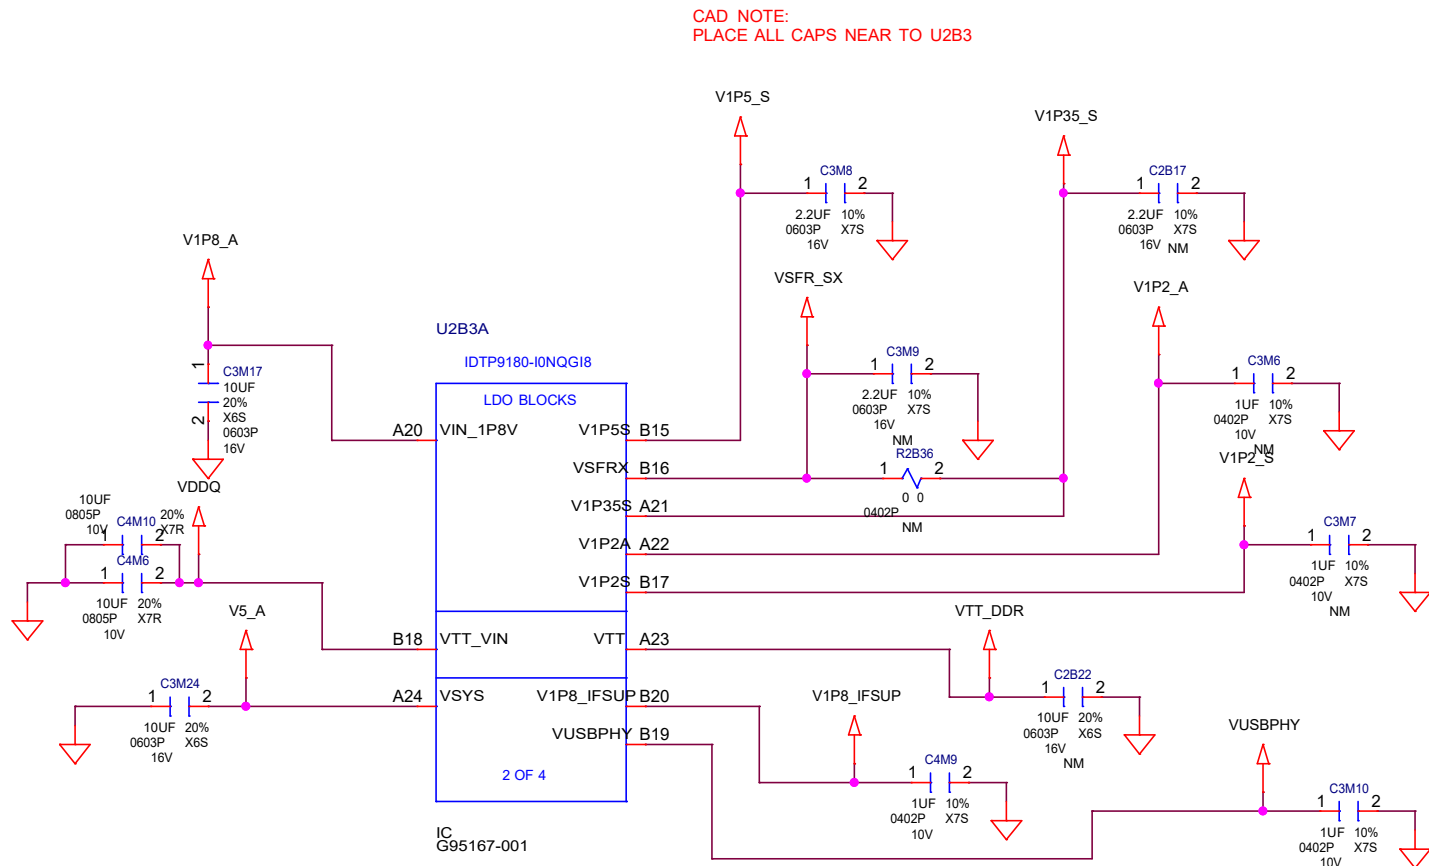 CAD NOTE:
PLACE ALL CAPS NEAR TO U2B3
V1P5_S
V1P35_S
C3M8
1 2
2.2UF 10%
0603P X7S
16V
C2B17
1 2
2.2UF 10%
0603P X7S
16V NM
V1P8_A
VSFR_SX
V1P2_A
U2B3A
IDTP9180-I0NQGI8
LDO BLOCKS
1
C3M17
10UF
20%
X6S
0603P
16V
2
C3M9
1 2
2.2UF 10%
0603P X7S
16V
NM
C3M6
1 2
1UF 10%
0402P X7S
10V
NM
A20 VIN_1P8V
V1P5S B15
VSFRX B16
R2B36
1 2
0 0
0402P
NM
V1P35S A21
V1P2A A22
V1P2S B17
V1P2_S
C3M7
1 2
1UF 10%
0402P X7S
10V
NM
VDDQ
10UF
0805P 20%
10V C4M10 X7R
1 2
C4M6
1 2
10UF 20%
0805P X7R
10V
V5_A
B18 VTT_VIN
VTT A23
VTT_DDR
C2B22
1 2
10UF 20%
0603P X6S
16V
NM
C3M24
1 2
10UF 20%
0603P X6S
16V
A24 VSYS
V1P8_IFSUP B20
VUSBPHY B19
2 OF 4
V1P8_IFSUP
C4M9
1 2
1UF 10%
0402P X7S
10V
VUSBPHY
C3M10
1 2
1UF 10%
0402P X7S
10V
IC
G95167-001